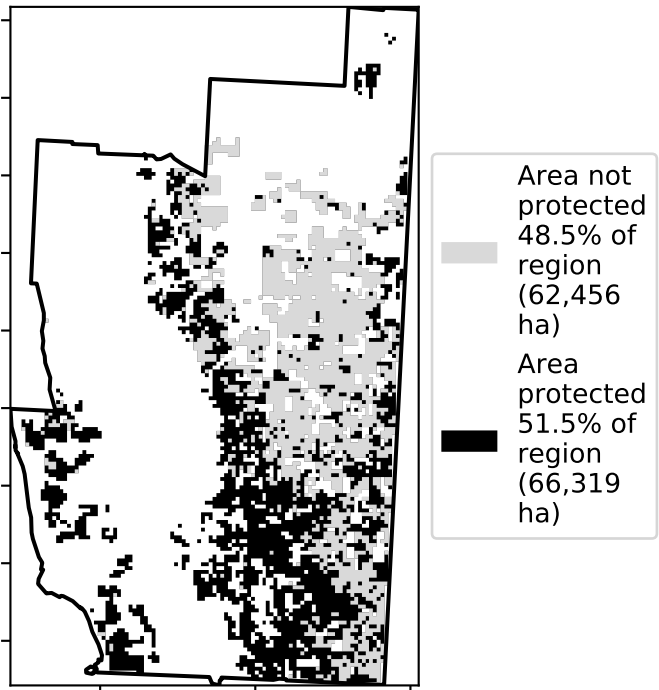 Area not
protected
48.5% of
region
(62,456
ha)
Area
protected
51.5% of
region
(66,319
ha)